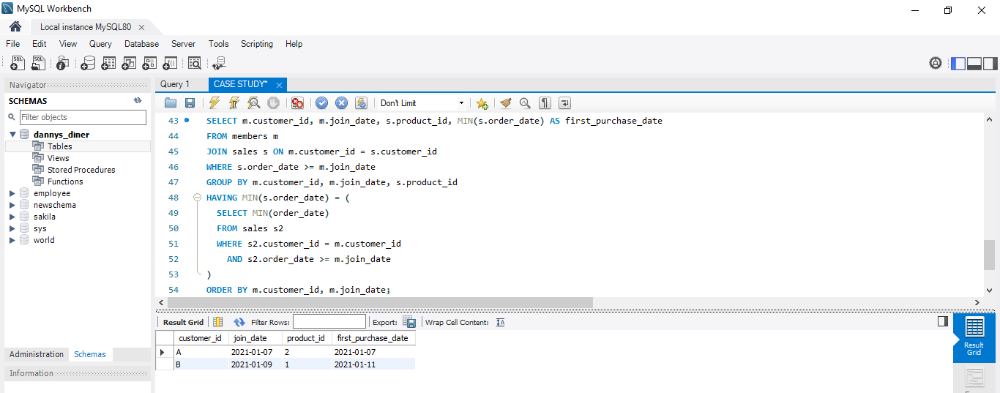 MySQL Workbench
Local instance MySQL80
File Edit View Query Database Server Tools Scripting Help
Navigator
SCHEMAS
Filter objects
dannys_diner
Tables
Views
Stored Procedures
Functions
employee
newschema
sakila
sys
world
Administration Schemas
Information
Query 1 CASE STUDY*
Don't Limit
43 SELECT m.customer_id, m.join_date, s.product_id, MIN(s.order_date) AS first_purchase_date
44 FROM members m
45 JOIN sales s ON m.customer_id = s.customer_id
46 WHERE s.order_date >= m.join_date
47 GROUP BY m.customer_id, m.join_date, s.product_id
48 HAVING MIN(s.order_date) = (
49 SELECT MIN(order_date)
50 FROM sales s2
51 WHERE s2.customer_id = m.customer_id
52 AND s2.order_date >= m.join_date
53 )
54 ORDER BY m.customer_id, m.join_date;
Result Grid Filter Rows: Export: Wrap Cell Content:
customer_id join_date product_id first_purchase_date
A 2021-01-07 2 2021-01-07
B 2021-01-09 1 2021-01-11
Result
Grid